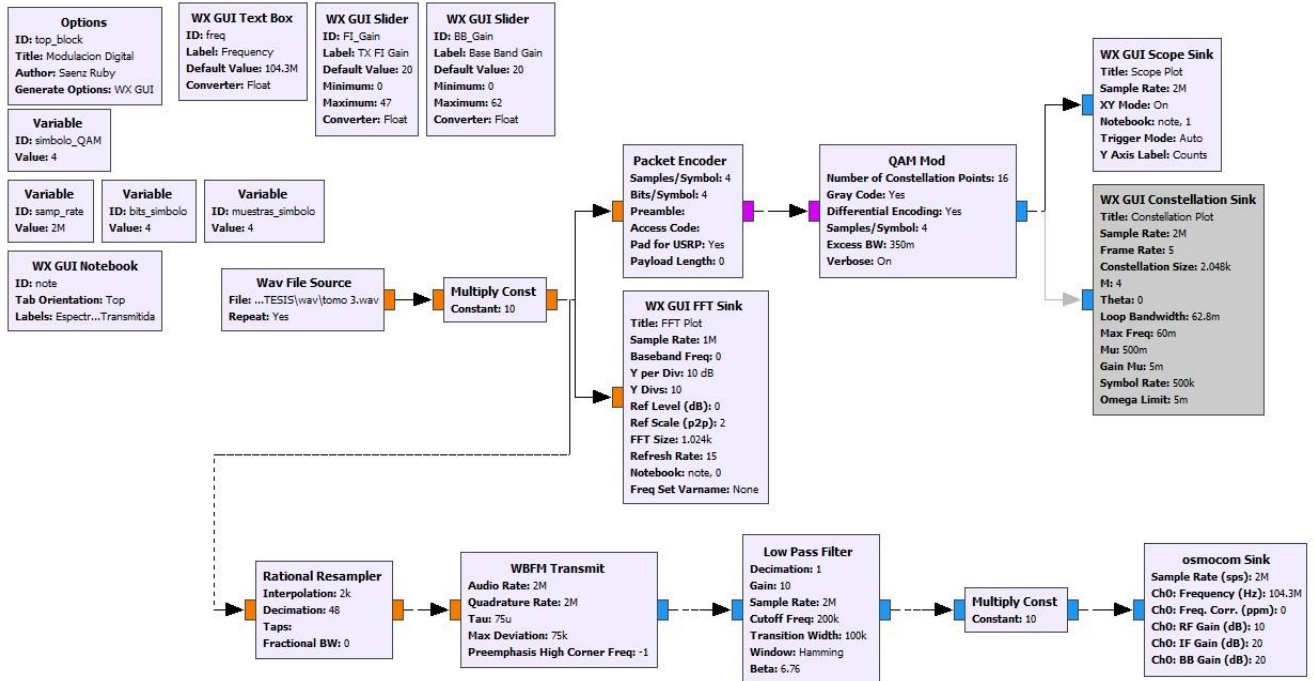 Options
ID: top_block
Title: Modulacion Digital
Author: Saenz Ruby
Generate Options: WX GUI
WX GUI Text Box
ID: freq
Label: Frequency
Default Value: 104.3M
Converter: Float
WX GUI Slider
ID: FI_Gain
Label: TX FI Gain
Default Value: 20
Minimum: 0
Maximum: 47
Converter: Float
WX GUI Slider
ID: BB_Gain
Label: Base Band Gain
Default Value: 20
Minimum: 0
Maximum: 62
Converter: Float
Variable
ID: simbolo_QAM
Value: 4
Variable
ID: samp_rate
Value: 2M
Variable
ID: bits_simbolo
Value: 4
Variable
ID: muestras_simbolo
Value: 4
WX GUI Notebook
ID: note
Tab Orientation: Top
Labels: Espectr...Transmitida
Wav File Source
File: ...TESIS\wav\tomo 3.wav
Repeat: Yes
Multiply Const
Constant: 10
Packet Encoder
Samples/Symbol: 4
Bits/Symbol: 4
Preamble:
Access Code:
Pad for USRP: Yes
Payload Length: 0
QAM Mod
Number of Constellation Points: 16
Gray Code: Yes
Differential Encoding: Yes
Samples/Symbol: 4
Excess BW: 350m
Verbose: On
WX GUI Scope Sink
Title: Scope Plot
Sample Rate: 2M
XY Mode: On
Notebook: note, 1
Trigger Mode: Auto
Y Axis Label: Counts
WX GUI Constellation Sink
Title: Constellation Plot
Sample Rate: 2M
Frame Rate: 5
Constellation Size: 2.048k
M: 4
Theta: 0
Loop Bandwidth: 62.8m
Max Freq: 60m
Mu: 500m
Gain Mu: 5m
Symbol Rate: 500k
Omega Limit: 5m
WX GUI FFT Sink
Title: FFT Plot
Sample Rate: 1M
Baseband Freq: 0
Y per Div: 10 dB
Y Divs: 10
Ref Level (dB): 0
Ref Scale (p2p): 2
FFT Size: 1.024k
Refresh Rate: 15
Notebook: note, 0
Freq Set Varname: None
Rational Resampler
Interpolation: 2k
Decimation: 48
Taps:
Fractional BW: 0
WBFM Transmit
Audio Rate: 2M
Quadrature Rate: 2M
Tau: 75u
Max Deviation: 75k
Preemphasis High Corner Freq: -1
Low Pass Filter
Decimation: 1
Gain: 10
Sample Rate: 2M
Cutoff Freq: 200k
Transition Width: 100k
Window: Hamming
Beta: 6.76
Multiply Const
Constant: 10
osmocom Sink
Sample Rate (sps): 2M
Ch0: Frequency (Hz): 104.3M
Ch0: Freq. Corr. (ppm): 0
Ch0: RF Gain (dB): 10
Ch0: IF Gain (dB): 20
Ch0: BB Gain (dB): 20